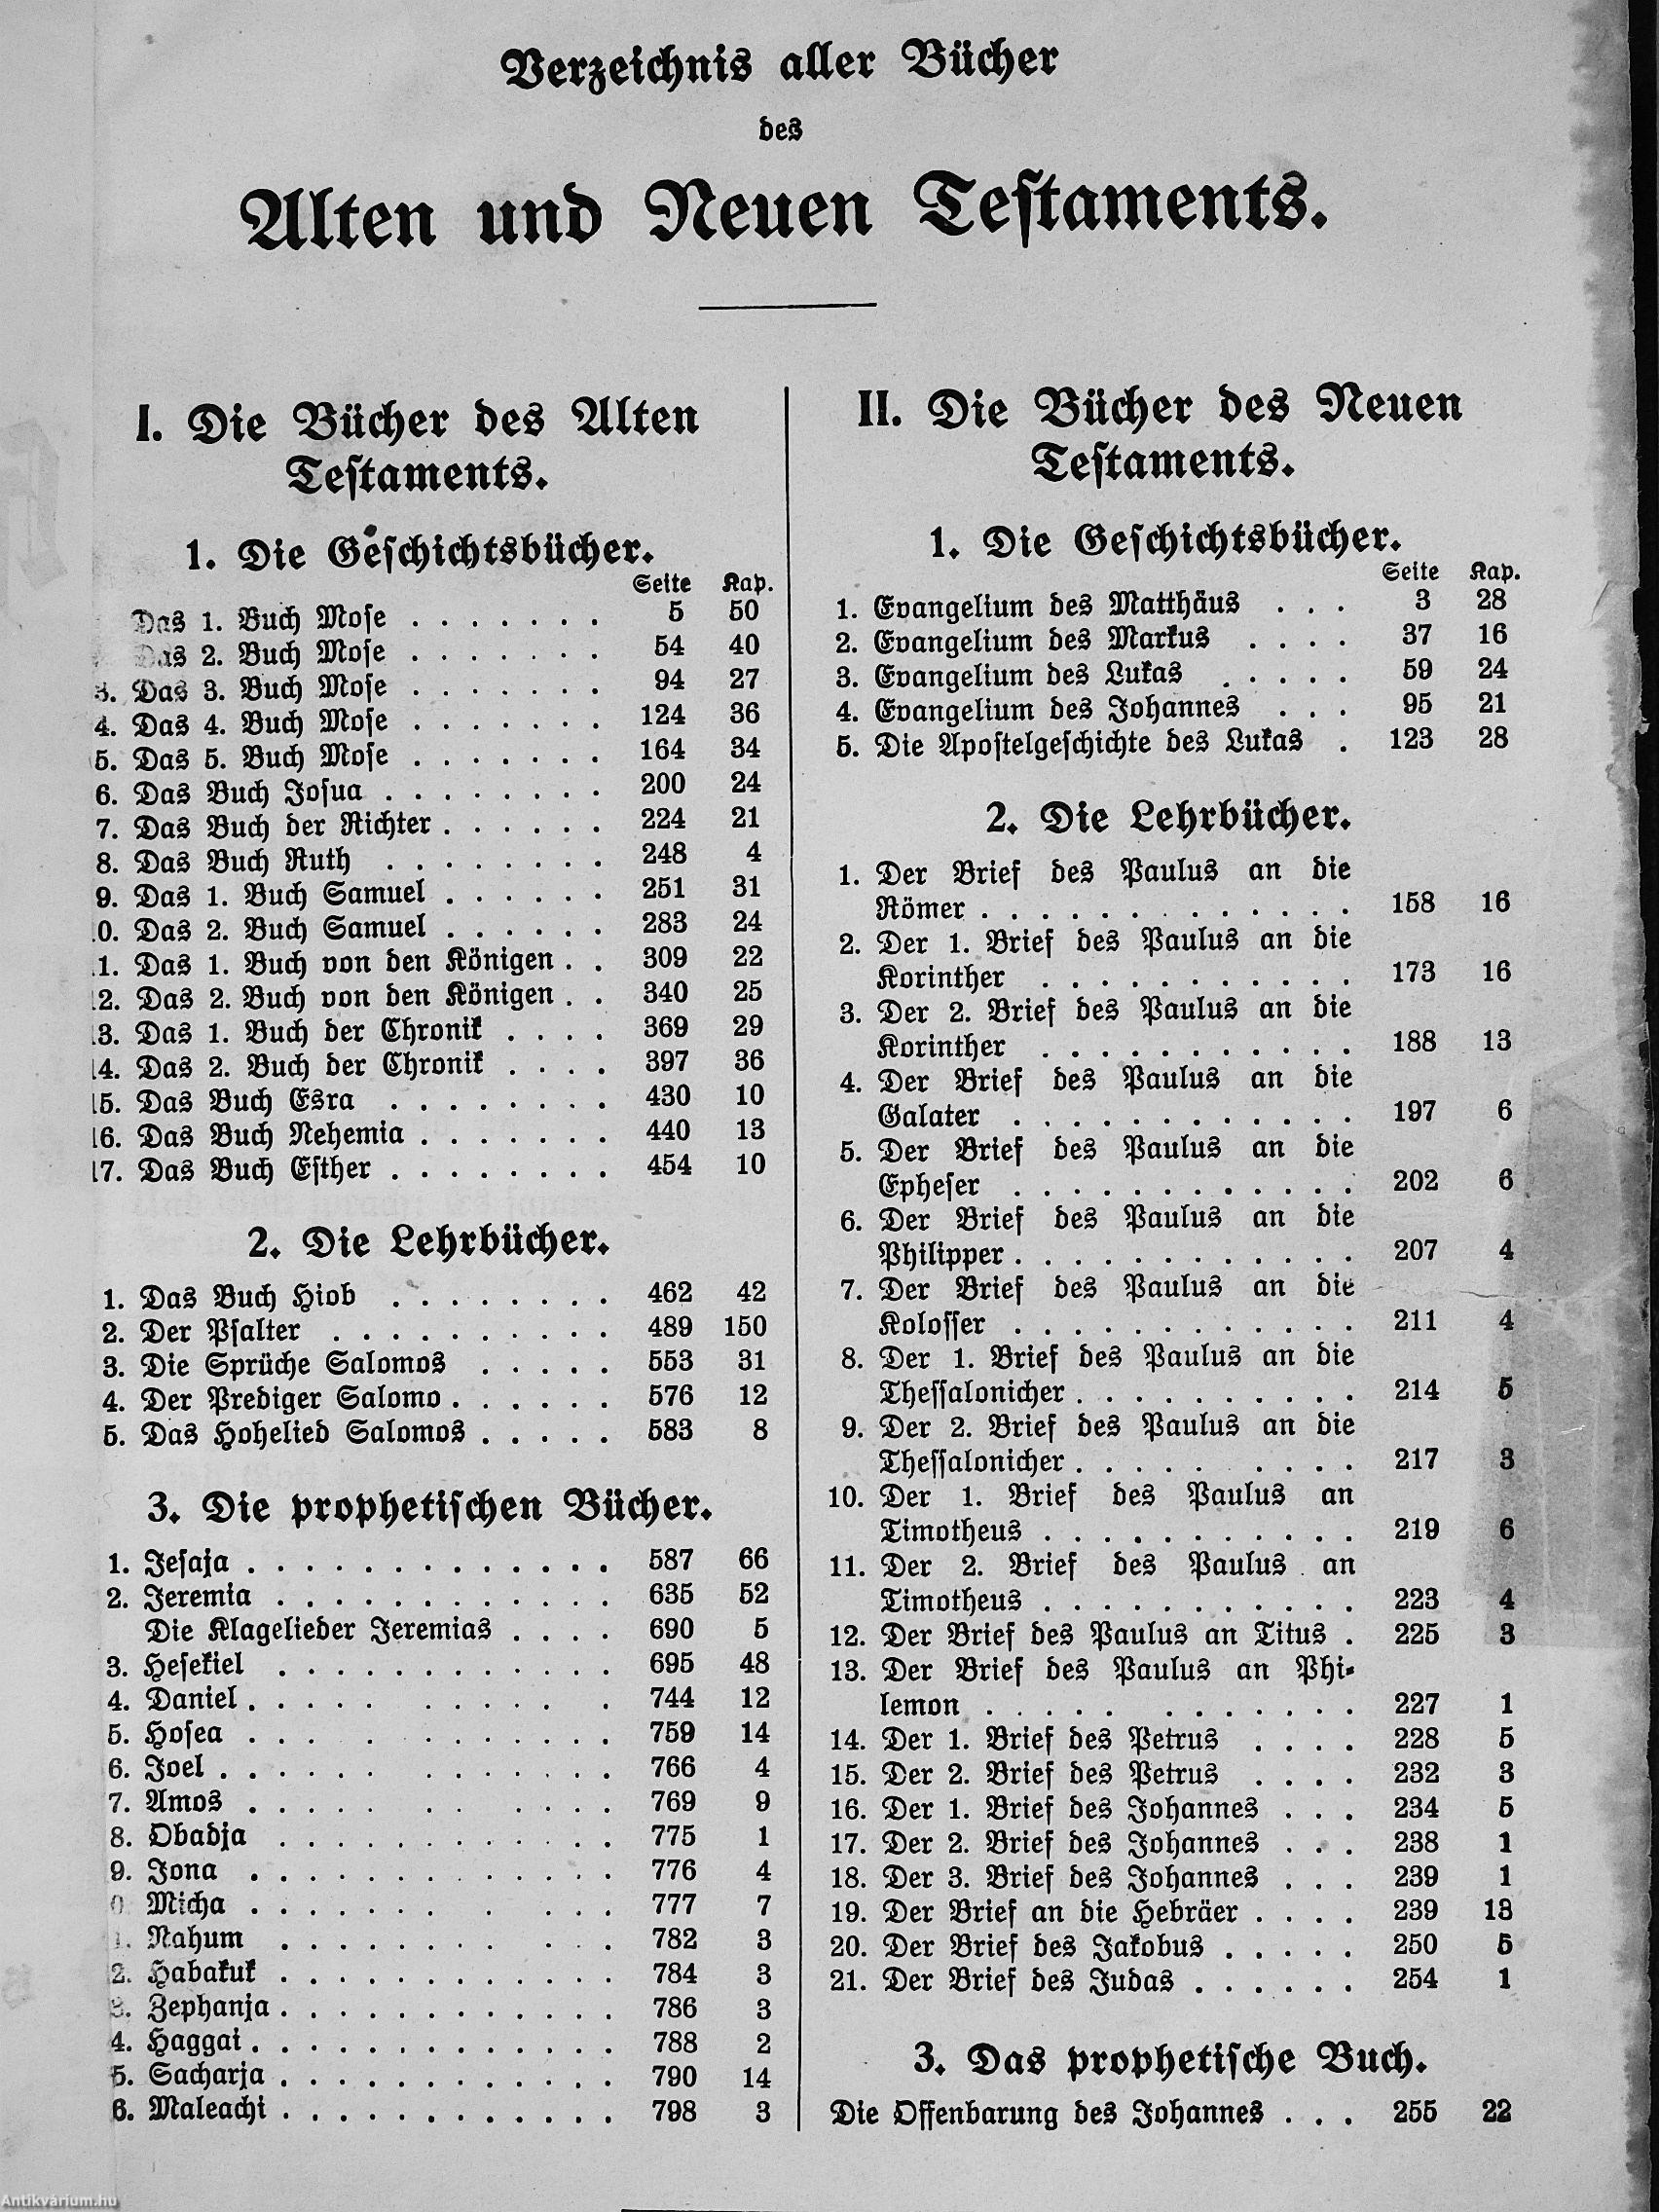 Verzeichnis aller Bücher
des
Alten und Neuen Testaments.
I. Die Bücher des Alten
Testaments.
1. Die Geschichtsbücher.
Seite Kap.
Das 1. Buch Mose . . . . . . . 5 50
Das 2. Buch Mose . . . . . . . 54 40
3. Das 3. Buch Mose . . . . . . . 94 27
4. Das 4. Buch Mose . . . . . . . 124 36
5. Das 5. Buch Mose . . . . . . . 164 34
6. Das Buch Josua . . . . . . . . 200 24
7. Das Buch der Richter . . . . . . 224 21
8. Das Buch Ruth . . . . . . . . 248 4
9. Das 1. Buch Samuel . . . . . . 251 31
0. Das 2. Buch Samuel . . . . . . 283 24
1. Das 1. Buch von den Königen . . 309 22
12. Das 2. Buch von den Königen . . 340 25
13. Das 1. Buch der Chronik . . . . 369 29
14. Das 2. Buch der Chronik . . . . 397 36
15. Das Buch Esra . . . . . . . . 430 10
16. Das Buch Nehemia . . . . . . . 440 13
17. Das Buch Esther . . . . . . . . 454 10
2. Die Lehrbücher.
1. Das Buch Hiob . . . . . . . . 462 42
2. Der Psalter . . . . . . . . . . 489 150
3. Die Sprüche Salomos . . . . . 553 31
4. Der Prediger Salomo . . . . . . 576 12
5. Das Hohelied Salomos . . . . . 583 8
3. Die prophetischen Bücher.
1. Jesaja . . . . . . . . . . . . . 587 66
2. Jeremia . . . . . . . . . . . . 635 52
Die Klagelieder Jeremias . . . . 690 5
3. Hesekiel . . . . . . . . . . . . 695 48
4. Daniel . . . . . . . . . . . 744 12
5. Hosea . . . . . . . . . . . . 759 14
6. Joel . . . . . . . . . . . . . 766 4
7. Amos . . . . . . . . . . 769 9
8. Obadja . . . . . . . . . . . . 775 1
9. Jona . . . . . . . . . . . . . 776 4
0. Micha . . . . . . . . . . . 777 7
1. Nahum . . . . . . . . . . . 782 3
2. Habakuk . . . . . . . . . . . . 784 3
3. Zephanja . . . . . . . . . . . . 786 3
4. Haggai . . . . . . . . . . . . . 788 2
5. Sacharja . . . . . . . . . . . . 790 14
6. Maleachi . . . . . . . . . . . . 798 3
II. Die Bücher des Neuen
Testaments.
1. Die Geschichtsbücher.
Seite Kap.
1. Evangelium des Matthäus . . . 3 28
2. Evangelium des Markus . . . . 37 16
3. Evangelium des Lukas . . . . . 59 24
4. Evangelium des Johannes . . . 95 21
5. Die Apostelgeschichte des Lukas . 123 28
2. Die Lehrbücher.
1. Der Brief des Paulus an die
Römer . . . . . . . . . . . . . 158 16
2. Der 1. Brief des Paulus an die
Korinther . . . . . . . . . . . 173 16
3. Der 2. Brief des Paulus an die
Korinther . . . . . . . . . . . 188 13
4. Der Brief des Paulus an die
Galater . . . . . . . . . . . . 197 6
5. Der Brief des Paulus an die
Epheser . . . . . . . . . . . . 202 6
6. Der Brief des Paulus an die
Philipper . . . . . . . . . . . . 207 4
7. Der Brief des Paulus an die
Kolosser . . . . . . . . . . . . 211 4
8. Der 1. Brief des Paulus an die
Thessalonicher . . . . . . . . . . 214 5
9. Der 2. Brief des Paulus an die
Thessalonicher . . . . . . . . . 217 3
10. Der 1. Brief des Paulus an
Timotheus . . . . . . . . . . . 219 6
11. Der 2. Brief des Paulus an
Timotheus . . . . . . . . . . . 223 4
12. Der Brief des Paulus an Titus . 225 3
13. Der Brief des Paulus an Phi-
lemon . . . . . . . . . . . . 227 1
14. Der 1. Brief des Petrus . . . . 228 5
15. Der 2. Brief des Petrus . . . . 232 3
16. Der 1. Brief des Johannes . . . 234 5
17. Der 2. Brief des Johannes . . . 238 1
18. Der 3. Brief des Johannes . . . 239 1
19. Der Brief an die Hebräer . . . . 239 13
20. Der Brief des Jakobus . . . . . 250 5
21. Der Brief des Judas . . . . . . 254 1
3. Das prophetische Buch.
Die Offenbarung des Johannes . . . 255 22
Antikvárium.hu